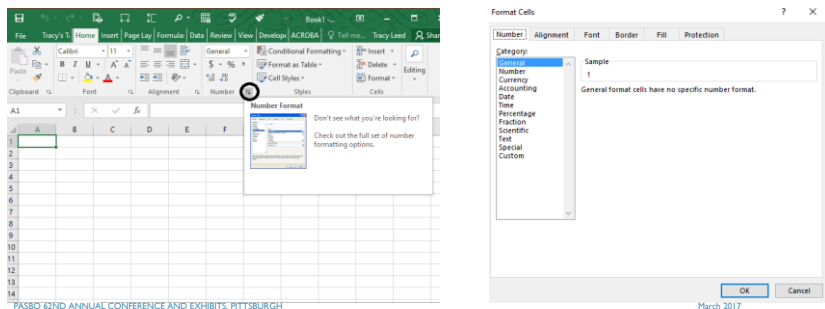 Book1 -...
File Tracy's T. Home Insert Page Lay Formulas Data Review View Develop ACROBA Tell me... Tracy Leed Shar
Calibri 11 General Conditional Formatting Insert
Paste B I U A A $ % Format as Table Delete Editing
Cell Styles Format
Clipboard Font Alignment Number Styles Cells
A1 fx
A B C D E F
1
2
3
4
5
6
7
8
9
10
11
12
13
14
Number Format
Don't see what you're looking for?
Check out the full set of number
formatting options.
PASBO 62ND ANNUAL CONFERENCE AND EXHIBITS, PITTSBURGH
Format Cells ? X
Number Alignment Font Border Fill Protection
Category:
General
Number
Currency
Accounting
Date
Time
Percentage
Fraction
Scientific
Text
Special
Custom
Sample
1
General format cells have no specific number format.
OK Cancel
March 2017